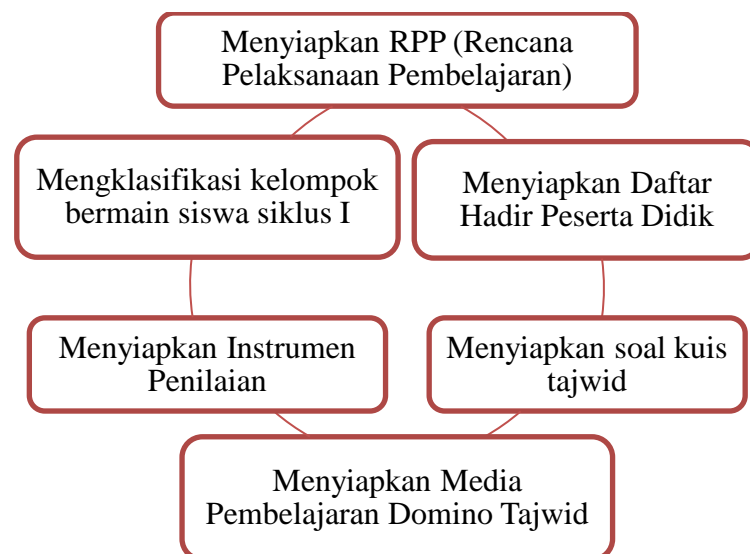 Menyiapkan RPP (Rencana
Pelaksanaan Pembelajaran)
Menyiapkan Daftar
Hadir Peserta Didik
Menyiapkan soal kuis
tajwid
Menyiapkan Media
Pembelajaran Domino Tajwid
Menyiapkan Instrumen
Penilaian
Mengklasifikasi kelompok
bermain siswa siklus I